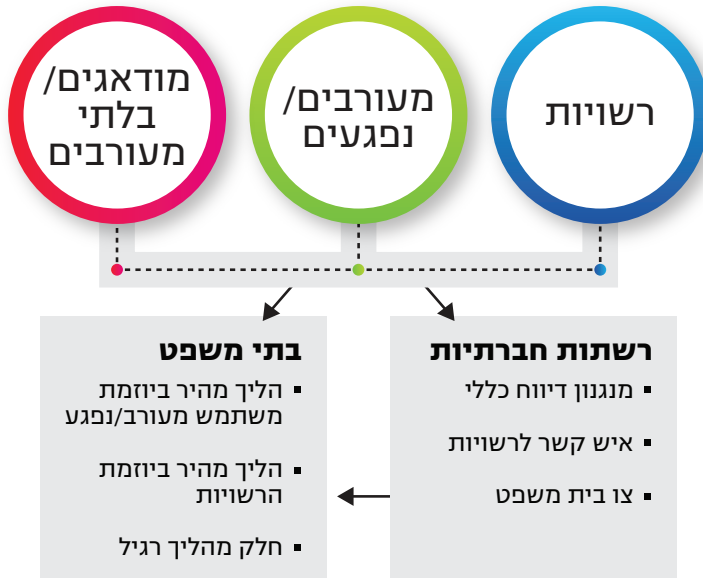 רשויות
מעורבים/
נפגעים
מודאגים/
בלתי
מעורבים
רשתות חברתיות
▪ מנגנון דיווח כללי
▪ איש קשר לרשויות
▪ צו בית משפט
בתי משפט
▪ הליך מהיר ביוזמת
משתמש מעורב/נפגע
▪ הליך מהיר ביוזמת
הרשויות
▪ חלק מהליך רגיל